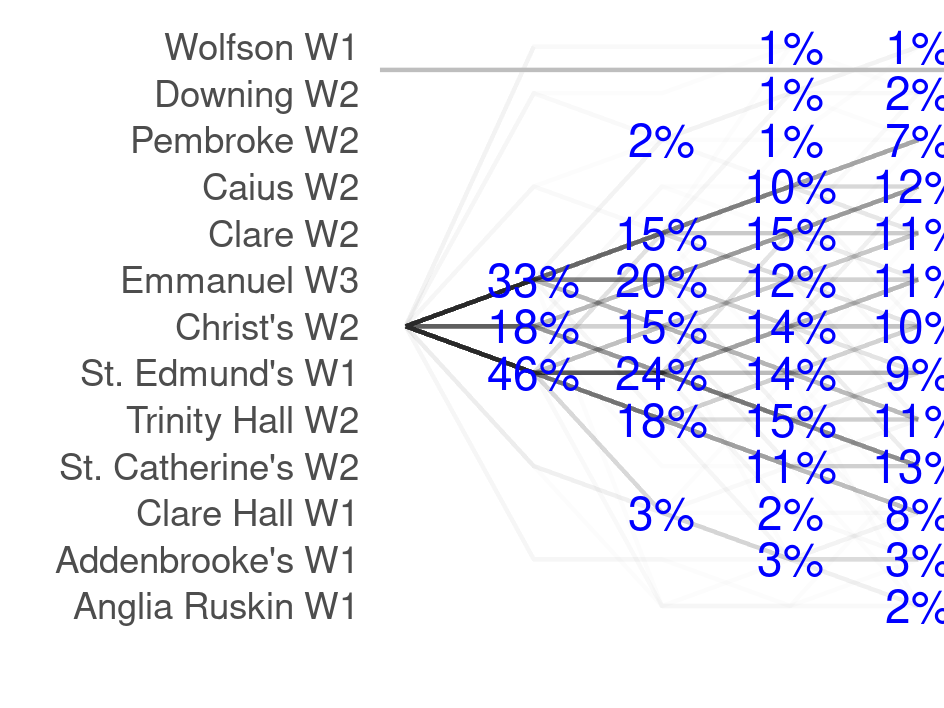 Wolfson W1 1% 1%
Downing W2 1% 2%
Pembroke W2 2% 1% 7%
Caius W2 10% 12%
Clare W2 15% 15% 11%
Emmanuel W3 33% 20% 12% 11%
Christ's W2 18% 15% 14% 10%
St. Edmund's W1 46% 24% 14% 9%
Trinity Hall W2 18% 15% 11%
St. Catherine's W2 11% 13%
Clare Hall W1 3% 2% 8%
Addenbrooke's W1 3% 3%
Anglia Ruskin W1 2%